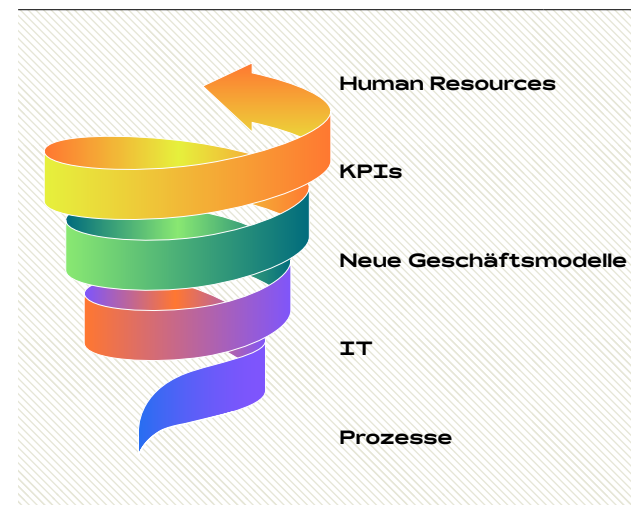 Human Resources
KPIs
Neue Geschäftsmodelle
IT
Prozesse